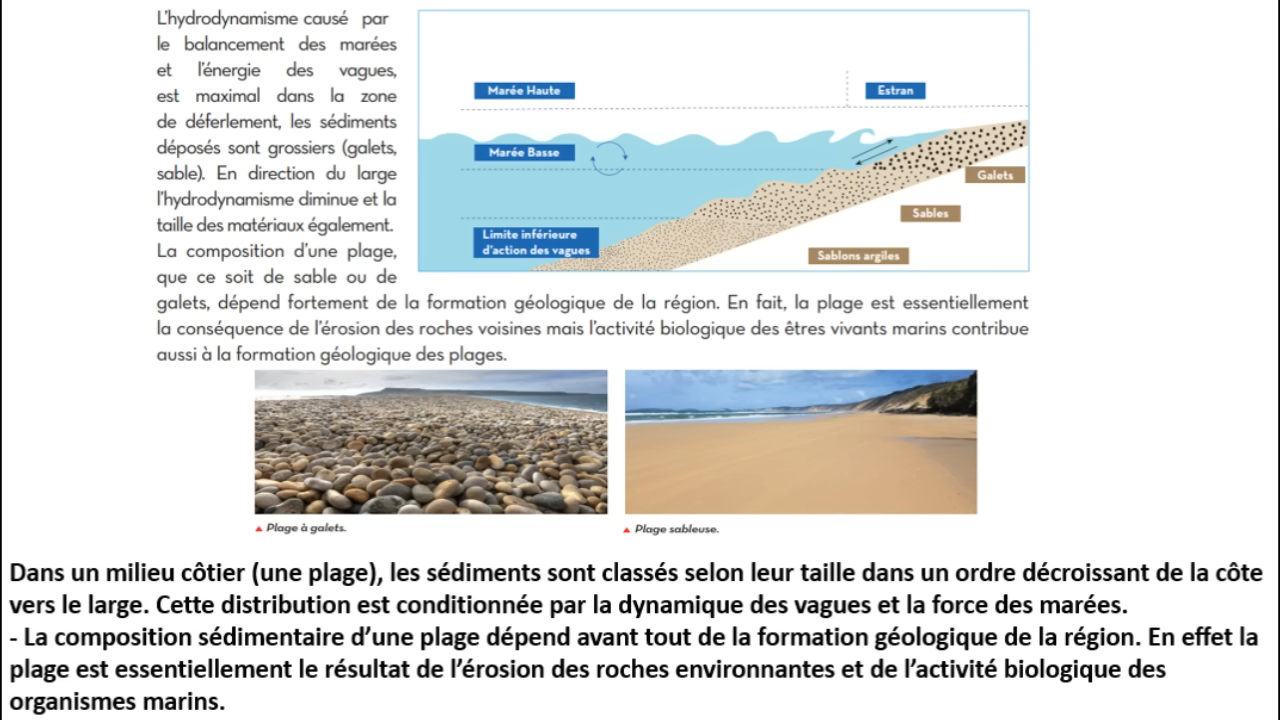 L'hydrodynamisme causé par
le balancement des marées
et l'énergie des vagues,
est maximal dans la zone
de déferlement, les sédiments
déposés sont grossiers (galets,
sable). En direction du large
l'hydrodynamisme diminue et la
taille des matériaux également.
La composition d'une plage,
que ce soit de sable ou de
galets, dépend fortement de la formation géologique de la région. En fait, la plage est essentiellement
la conséquence de l'érosion des roches voisines mais l'activité biologique des êtres vivants marins contribue
aussi à la formation géologique des plages.
Marée Haute
Estran
Marée Basse
Galets
Sables
Limite inférieure
d'action des vagues
Sablons argiles
▲ Plage à galets.
▲ Plage sableuse.
Dans un milieu côtier (une plage), les sédiments sont classés selon leur taille dans un ordre décroissant de la côte
vers le large. Cette distribution est conditionnée par la dynamique des vagues et la force des marées.
- La composition sédimentaire d'une plage dépend avant tout de la formation géologique de la région. En effet la
plage est essentiellement le résultat de l'érosion des roches environnantes et de l'activité biologique des
organismes marins.